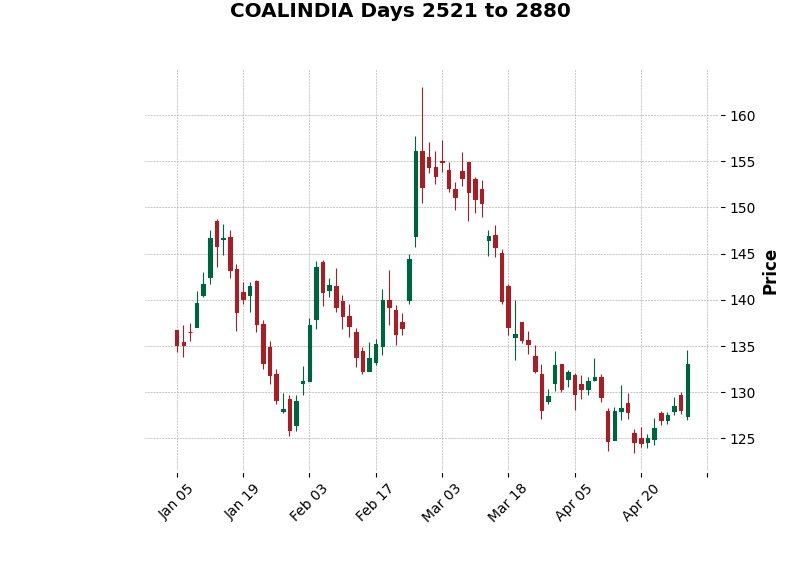 COALINDIA Days 2521 to 2880
160
155
150
145
140
135
130
125
Price
Jan 05
Jan 19
Feb 03
Feb 17
Mar 03
Mar 18
Apr 05
Apr 20